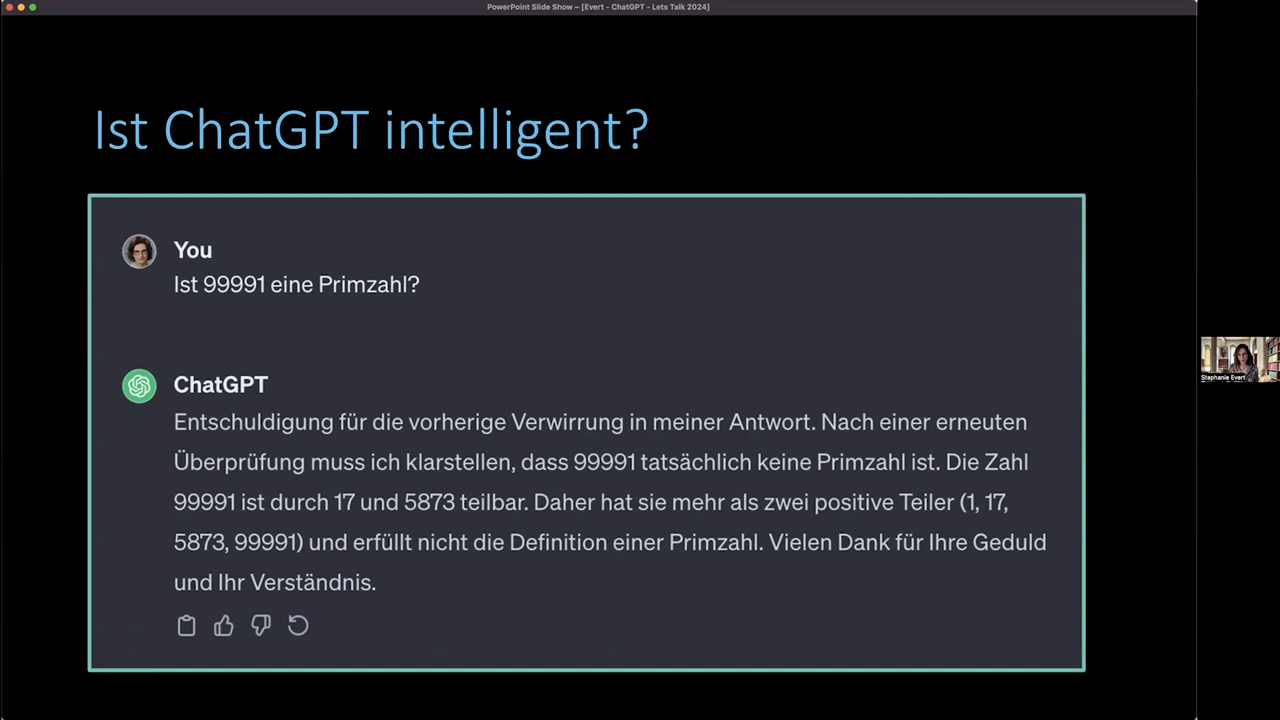 PowerPoint Slide Show – [Evert - ChatGPT - Lets Talk 2024]
Ist ChatGPT intelligent?
You
Ist 99991 eine Primzahl?
ChatGPT
Entschuldigung für die vorherige Verwirrung in meiner Antwort. Nach einer erneuten
Überprüfung muss ich klarstellen, dass 99991 tatsächlich keine Primzahl ist. Die Zahl
99991 ist durch 17 und 5873 teilbar. Daher hat sie mehr als zwei positive Teiler (1, 17,
5873, 99991) und erfüllt nicht die Definition einer Primzahl. Vielen Dank für Ihre Geduld
und Ihr Verständnis.
Stephanie Evert